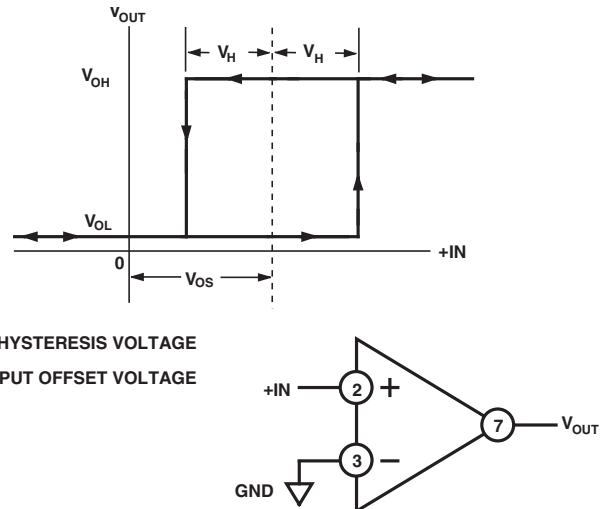 vOUT
VH VH
VOH
VOL
0
+IN
VOS
HYSTERESIS VOLTAGE
PUT OFFSET VOLTAGE
+IN 2 +
7 VOUT
3 −
GND